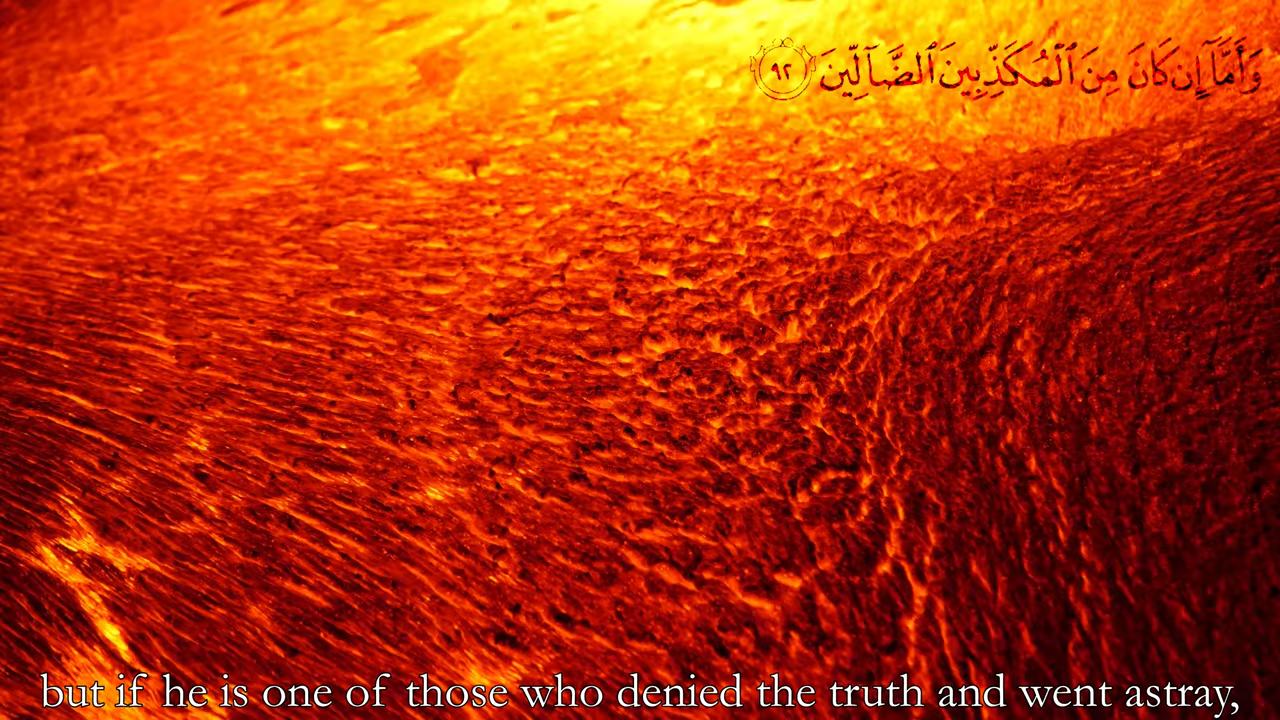 وَأَمَّآ إِن كَانَ مِنَ ٱلْمُكَذِّبِينَ ٱلضَّآلِّينَ ٩٢
but if he is one of those who denied the truth and went astray,